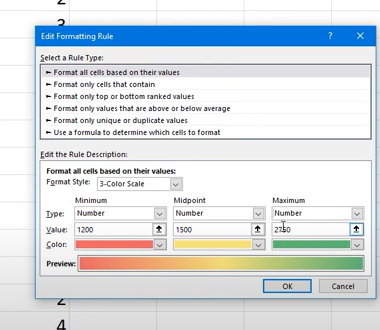 2
3
Edit Formatting Rule ? ×
Select a Rule Type:
► Format all cells based on their values
► Format only cells that contain
► Format only top or bottom ranked values
► Format only values that are above or below average
► Format only unique or duplicate values
► Use a formula to determine which cells to format
Edit the Rule Description:
Format all cells based on their values:
Format Style: 3-Color Scale
Minimum Midpoint Maximum
Type: Number Number Number
Value: 1200 1500
Color:
Preview:
OK Cancel
2
4